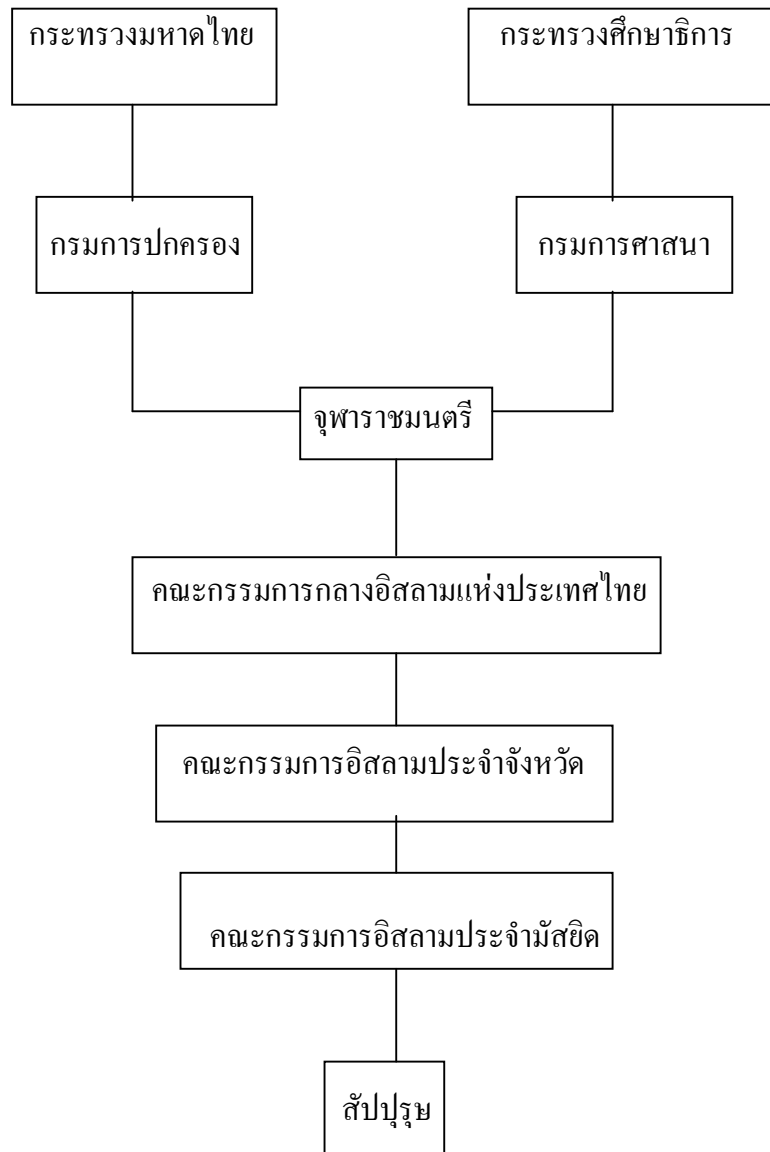 กระทรวงมหาดไทย
กระทรวงศึกษาธิการ
กรมการปกครอง
กรมการศาสนา
จุฬาราชมนตรี
คณะกรรมการกลางอิสลามแห่งประเทศไทย
คณะกรรมการอิสลามประจำจังหวัด
คณะกรรมการอิสลามประจำมัสยิด
สัปปุรุษ